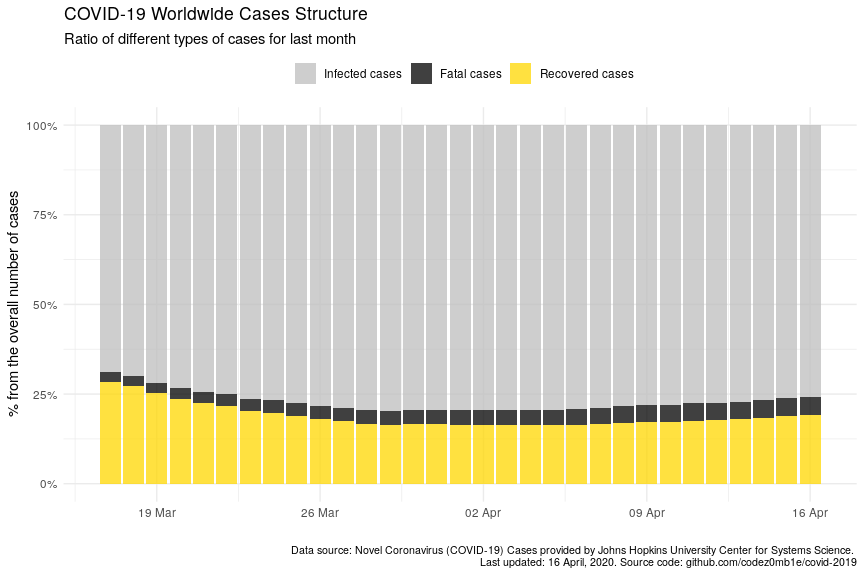 COVID-19 Worldwide Cases Structure
Ratio of different types of cases for last month
Infected cases Fatal cases Recovered cases
% from the overall number of cases
100%
75%
50%
25%
0%
19 Mar 26 Mar 02 Apr 09 Apr 16 Apr
Data source: Novel Coronavirus (COVID-19) Cases provided by Johns Hopkins University Center for Systems Science.
Last updated: 16 April, 2020. Source code: github.com/codez0mb1e/covid-2019